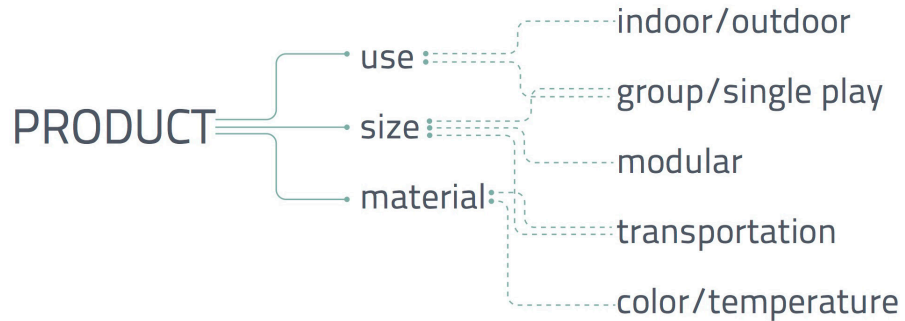 PRODUCT
use
size
material
indoor/outdoor
group/single play
modular
transportation
color/temperature